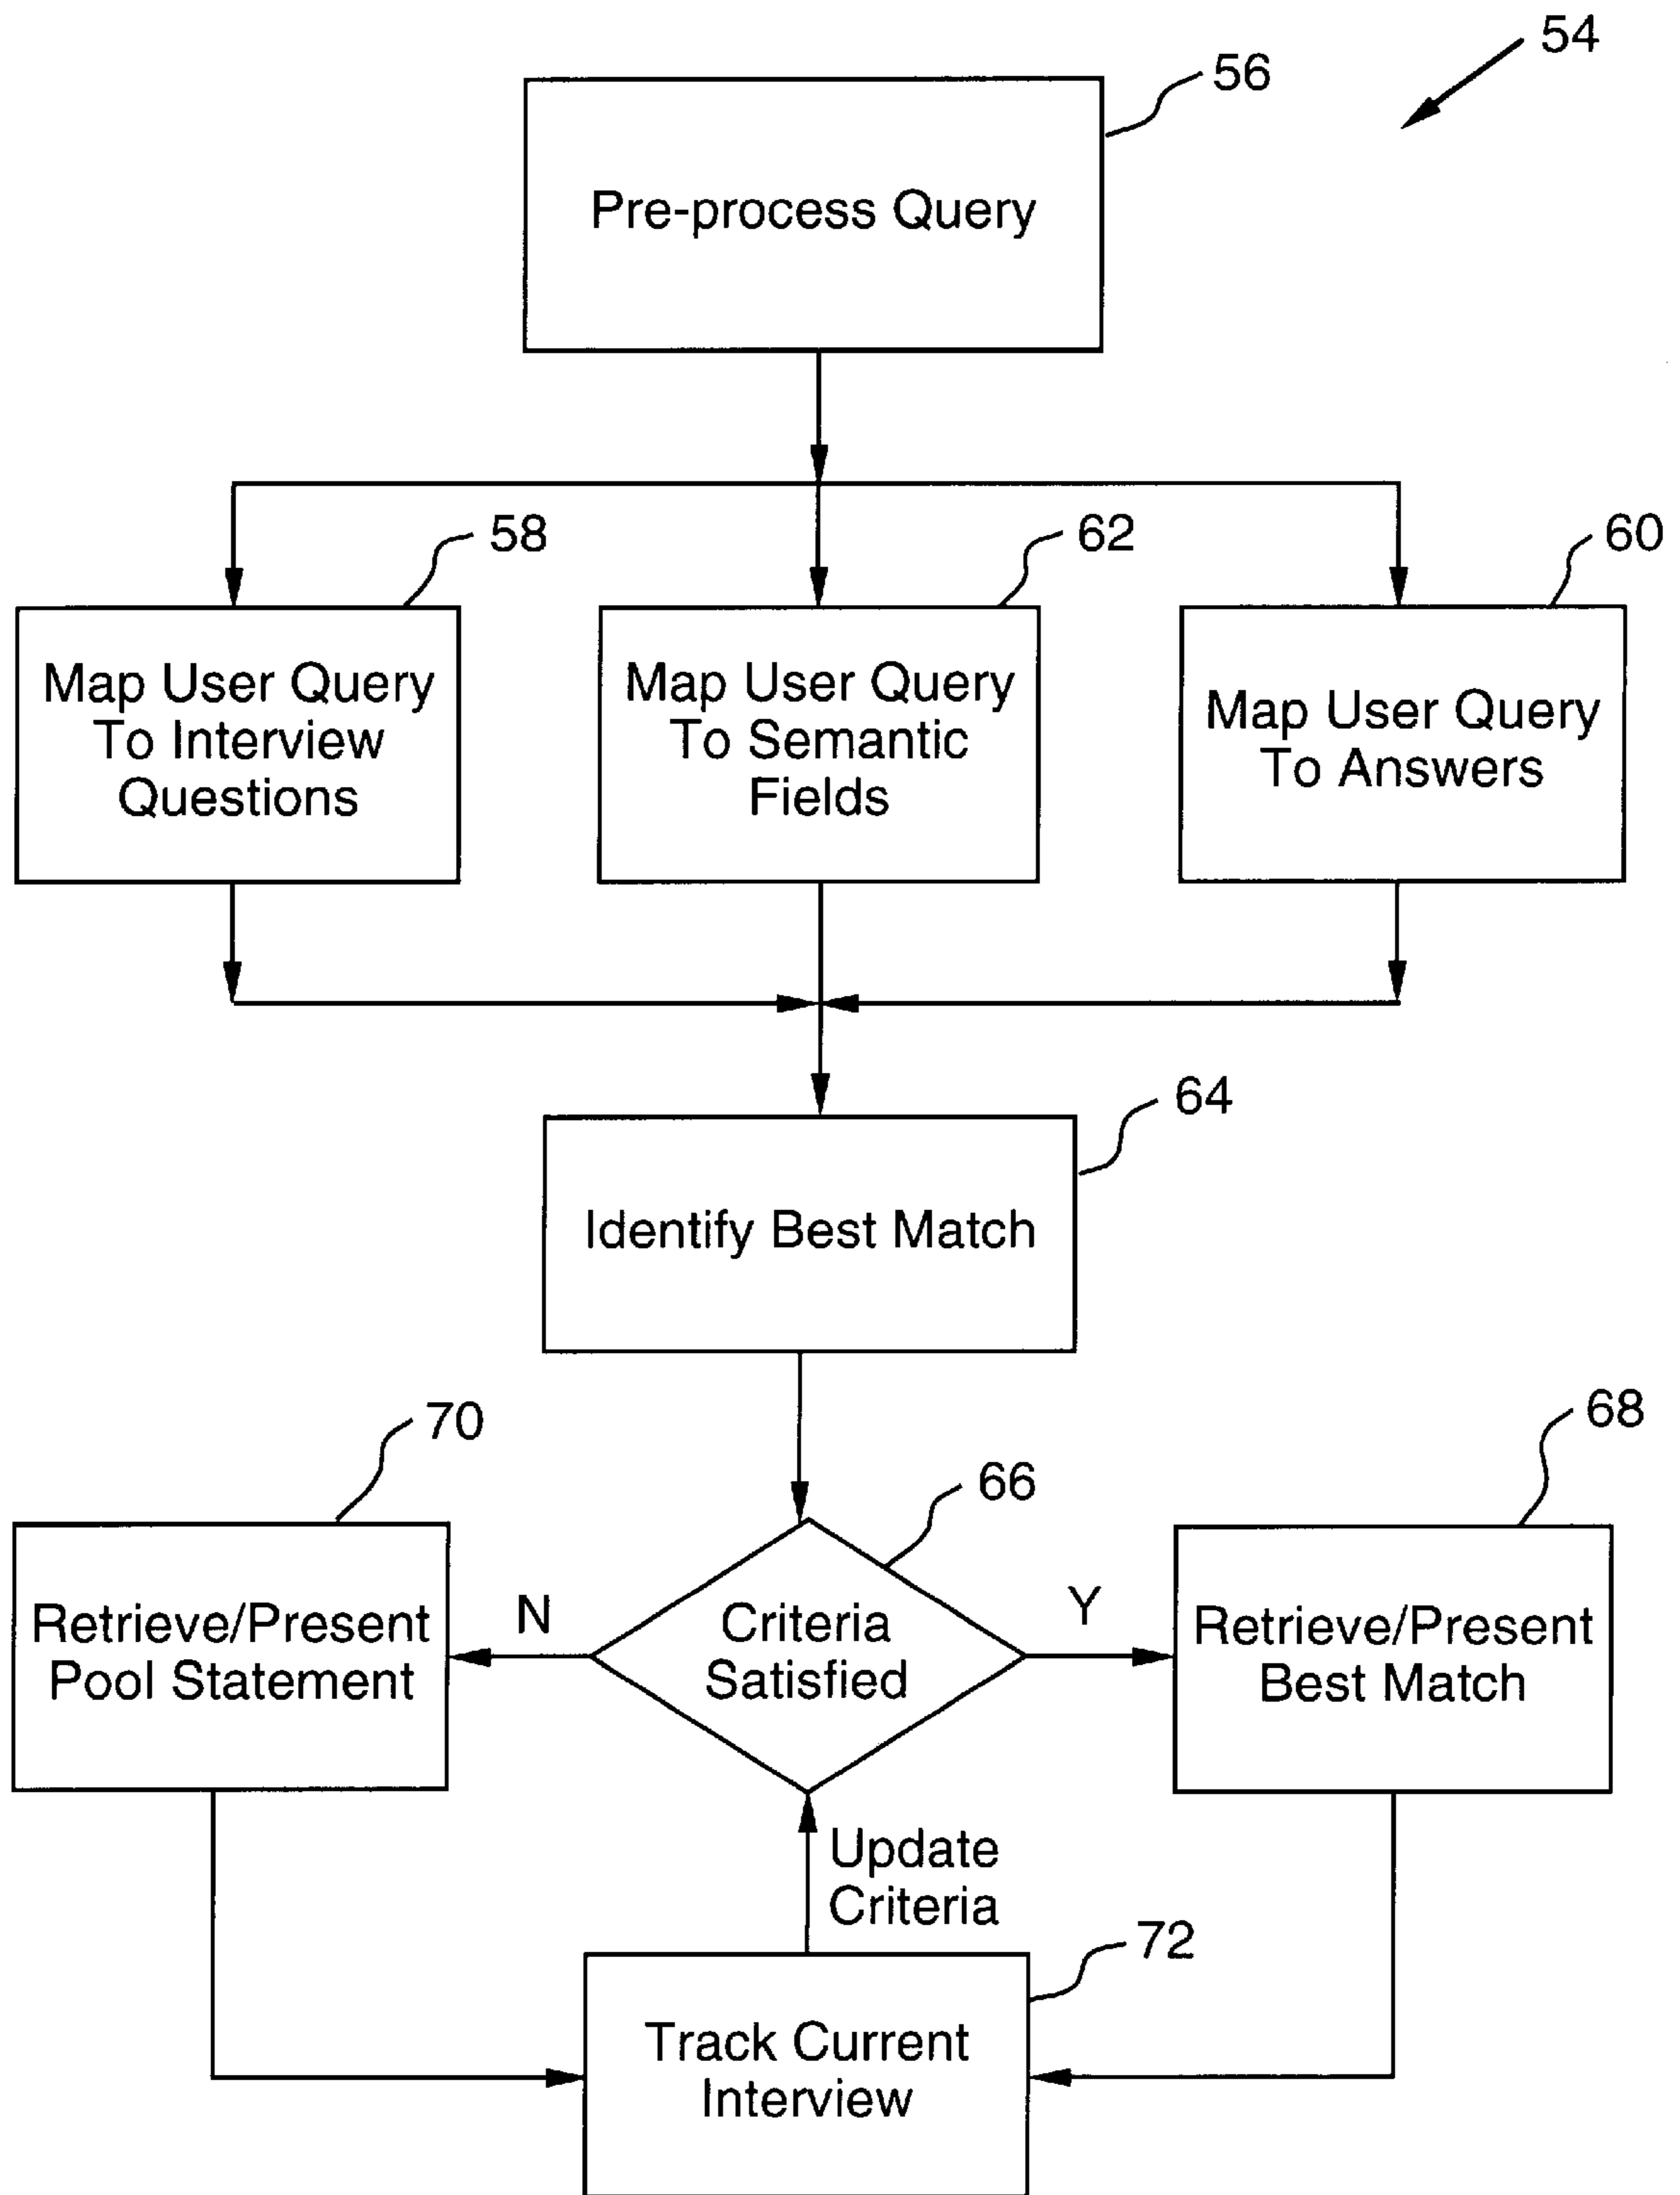 54
56
Pre-process Query
58
62
60
Map User Query
To Interview
Questions
Map User Query
To Semantic
Fields
Map User Query
To Answers
64
Identify Best Match
70
66
68
Retrieve/Present
Pool Statement
N
Criteria
Satisfied
Y
Retrieve/Present
Best Match
Update
Criteria
72
Track Current
Interview